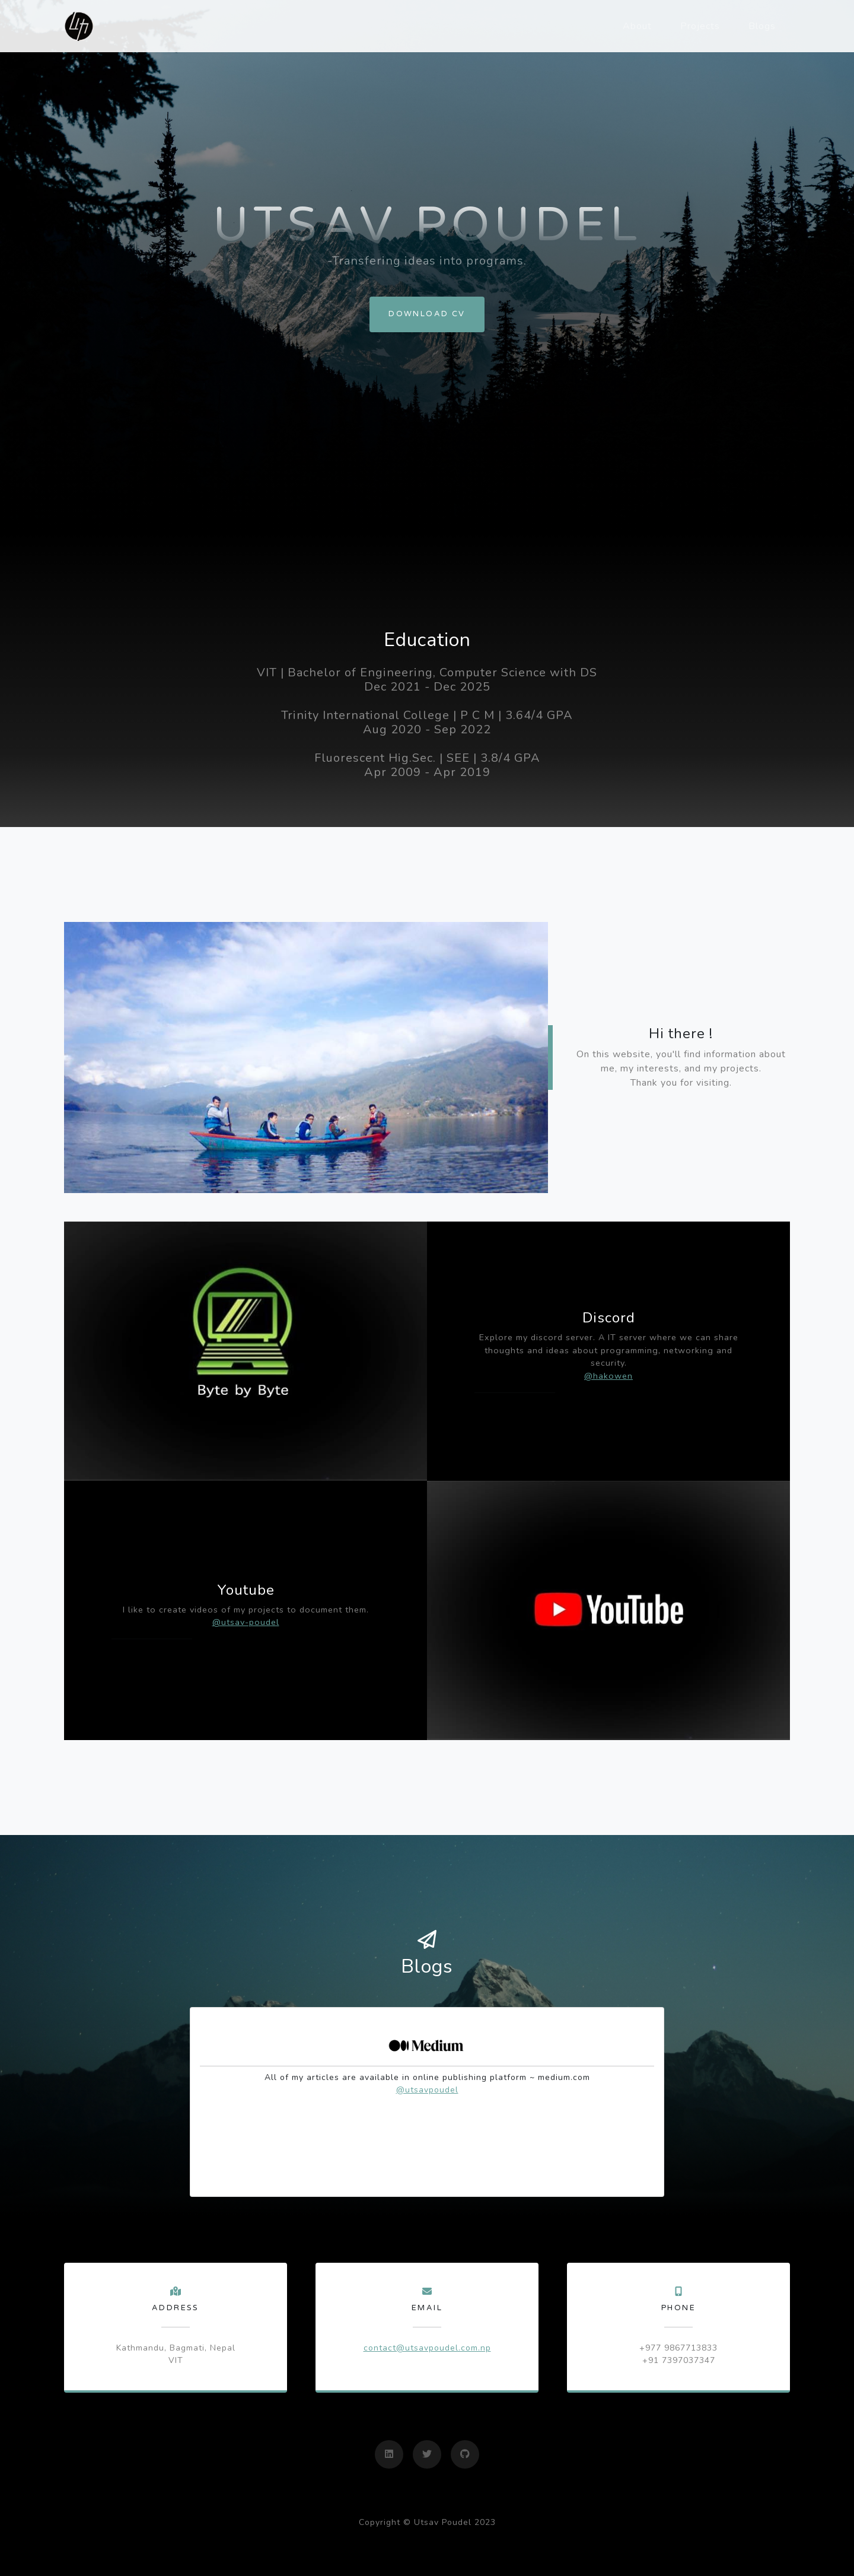 UTSAV POUDEL
-Transfering ideas into programs.
DOWNLOAD CV
Education
VIT | Bachelor of Engineering, Computer Science with DS
Dec 2021 - Dec 2025
Trinity International College | P C M | 3.64/4 GPA
Aug 2020 - Sep 2022
Fluorescent Hig.Sec. | SEE | 3.8/4 GPA
Apr 2009 - Apr 2019
Hi there !
On this website, you'll find information about
me, my interests, and my projects.
Thank you for visiting.
Byte by Byte
Discord
Explore my discord server. A IT server where we can share
thoughts and ideas about programming, networking and
security.
@hakowen
Youtube
I like to create videos of my projects to document them.
@utsav-poudel
YouTube
Blogs
Medium
All of my articles are available in online publishing platform ~ medium.com
@utsavpoudel
ADDRESS
Kathmandu, Bagmati, Nepal
VIT
EMAIL
contact@utsavpoudel.com.np
PHONE
+977 9867713833
+91 7397037347
Copyright © Utsav Poudel 2023